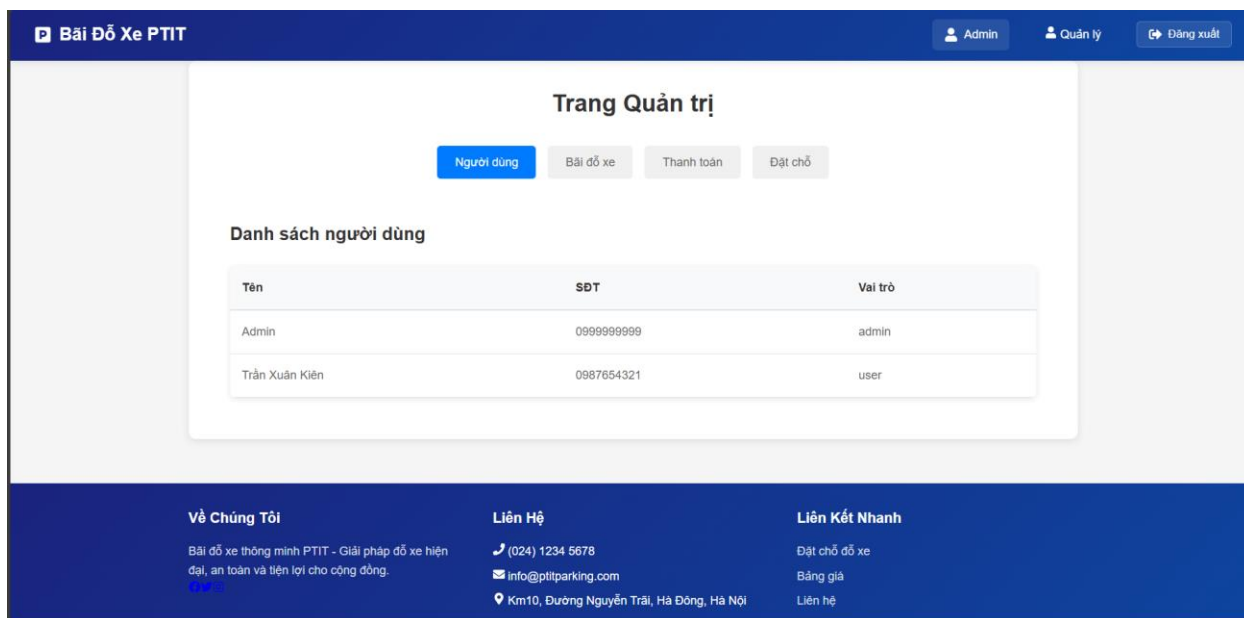 Bãi Đỗ Xe PTIT
Admin
Quản lý
Đăng xuất
Trang Quản trị
Người dùng
Bãi đỗ xe
Thanh toán
Đặt chỗ
Danh sách người dùng
Tên SĐT Vai trò
Admin 0999999999 admin
Trần Xuân Kiên 0987654321 user
Về Chúng Tôi
Bãi đỗ xe thông minh PTIT - Giải pháp đỗ xe hiện
đại, an toàn và tiện lợi cho cộng đồng.
Liên Hệ
(024) 1234 5678
info@ptitparking.com
Km10, Đường Nguyễn Trãi, Hà Đông, Hà Nội
Liên Kết Nhanh
Đặt chỗ đỗ xe
Bảng giá
Liên hệ